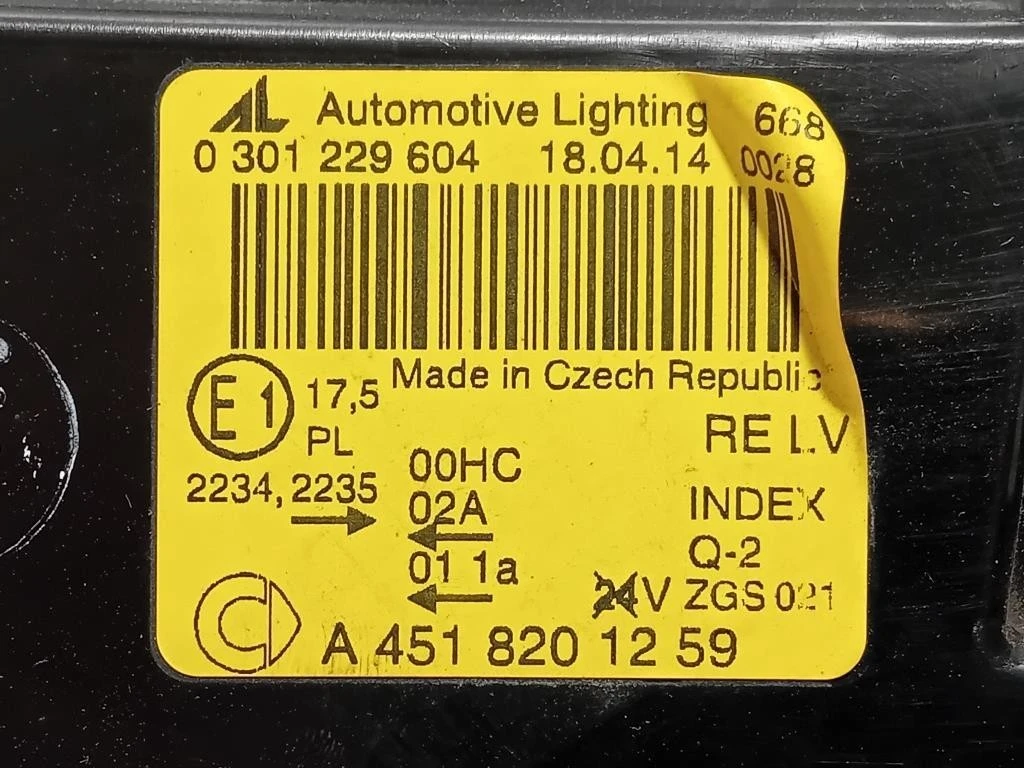 AL Automotive Lighting 668
0 301 229 604 18.04.14 0028
Made in Czech Republic
E1 17,5
PL
RE LV
00HC
2234, 2235
02A
INDEX
Q-2
01 1a
24V ZGS 021
A 451 820 12 59